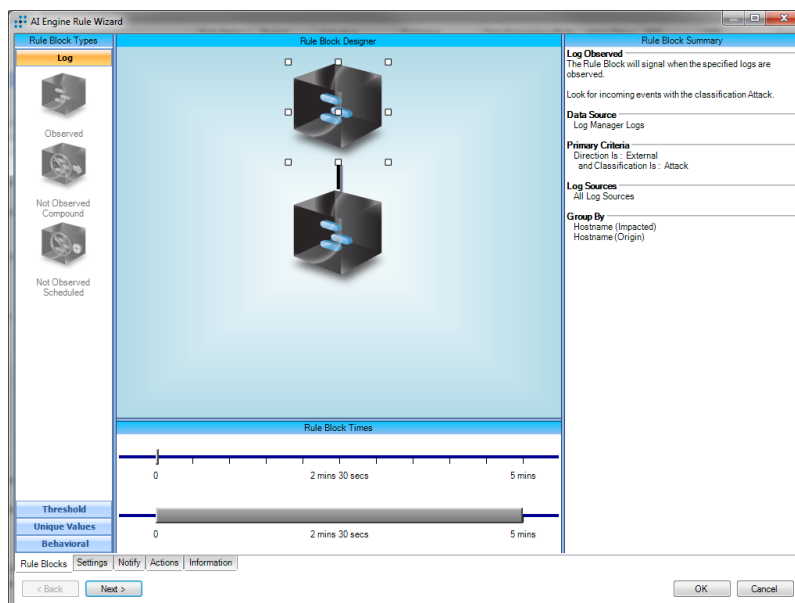 AI Engine Rule Wizard
Rule Block Types
Log
Observed
Not Observed
Compound
Not Observed
Scheduled
Threshold
Unique Values
Behavioral
Rule Block Designer
Rule Block Times
0
2 mins 30 secs
5 mins
0
2 mins 30 secs
5 mins
Rule Block Summary
Log Observed
The Rule Block will signal when the specified logs are
observed.
Look for incoming events with the classification Attack.
Data Source
Log Manager Logs
Primary Criteria
Direction Is : External
and Classification Is : Attack
Log Sources
All Log Sources
Group By
Hostname (Impacted)
Hostname (Origin)
Rule Blocks
Settings
Notify
Actions
Information
< Back
Next >
OK
Cancel